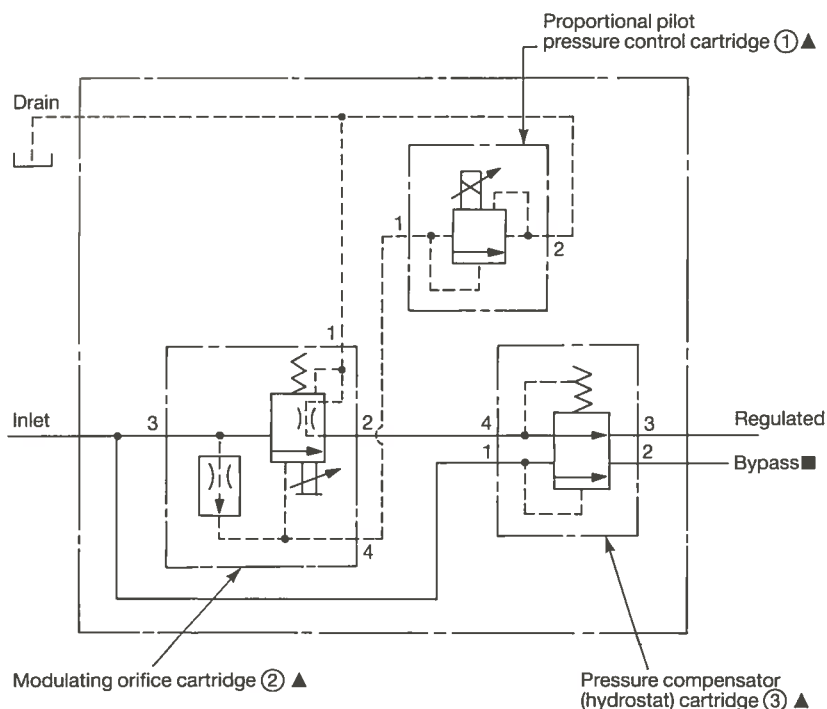 Proportional pilot
pressure control cartridge ①▲
Drain
1
2
1
Inlet
3
2
4
3
Regulated
1
2
Bypass■
4
Modulating orifice cartridge ② ▲
Pressure compensator
(hydrostat) cartridge ③ ▲